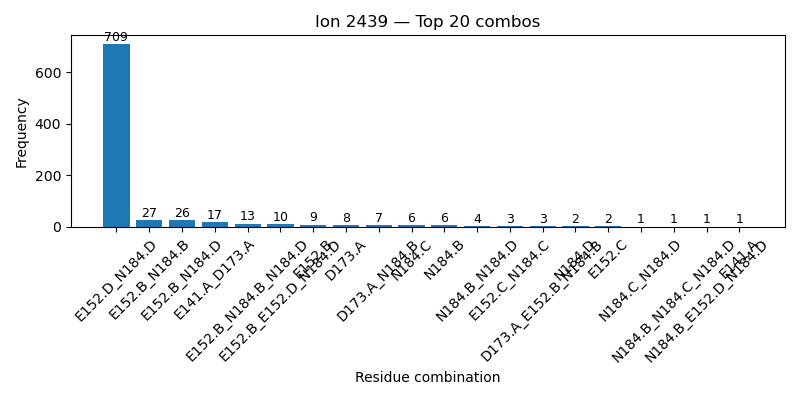 Ion 2439 — Top 20 combos
Frequency
600
400
200
0
709
27
26
17
13
10
9
8
7
6
6
4
3
3
2
2
1
1
1
1
E152.D_N184.D
E152.B_N184.B
E152.B_N184.D
E141.A_D173.A
E152.B_N184.B_N184.D
E152.B
E152.B_E152.D_N184.D
D173.A
D173.A_N184.B
N184.C
N184.B
N184.B_N184.D
E152.C_N184.C
N184.D
D173.A_E152.B_N184.B
E152.C
N184.C_N184.D
N184.B_N184.C_N184.D
E141.A
N184.B_E152.D_N184.D
Residue combination